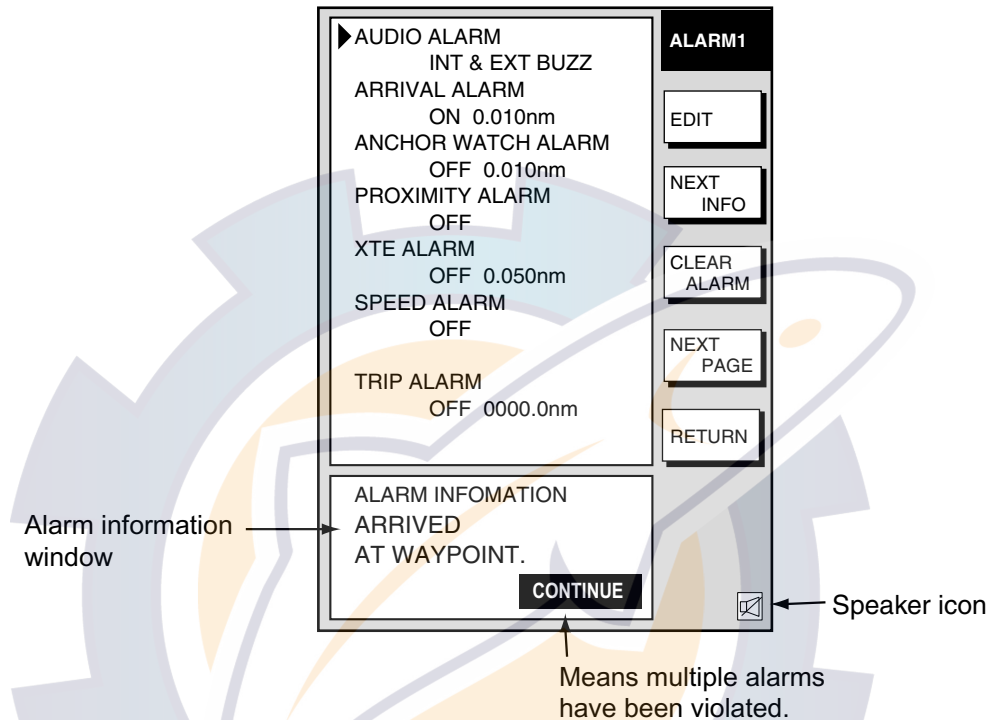 AUDIO ALARM
INT & EXT BUZZ
ARRIVAL ALARM
ON 0.010nm
ANCHOR WATCH ALARM
OFF 0.010nm
PROXIMITY ALARM
OFF
XTE ALARM
OFF 0.050nm
SPEED ALARM
OFF
TRIP ALARM
OFF 0000.0nm
ALARM1
EDIT
NEXT
INFO
CLEAR
ALARM
NEXT
PAGE
RETURN
ALARM INFOMATION
ARRIVED
AT WAYPOINT.
CONTINUE
Alarm information
window
Speaker icon
Means multiple alarms
have been violated.